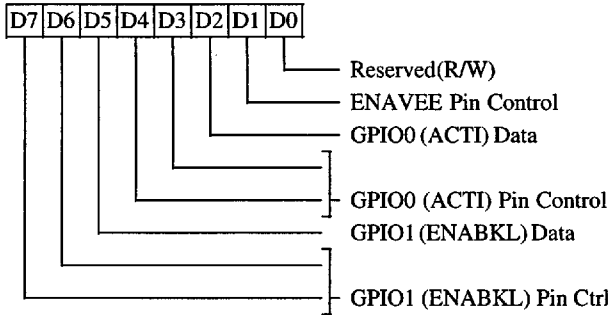 D7 D6 D5 D4 D3 D2 D1 D0
Reserved(R/W)
ENAVEE Pin Control
GPIO0 (ACTI) Data
GPIO0 (ACTI) Pin Control
GPIO1 (ENABKL) Data
GPIO1 (ENABKL) Pin Ctrl